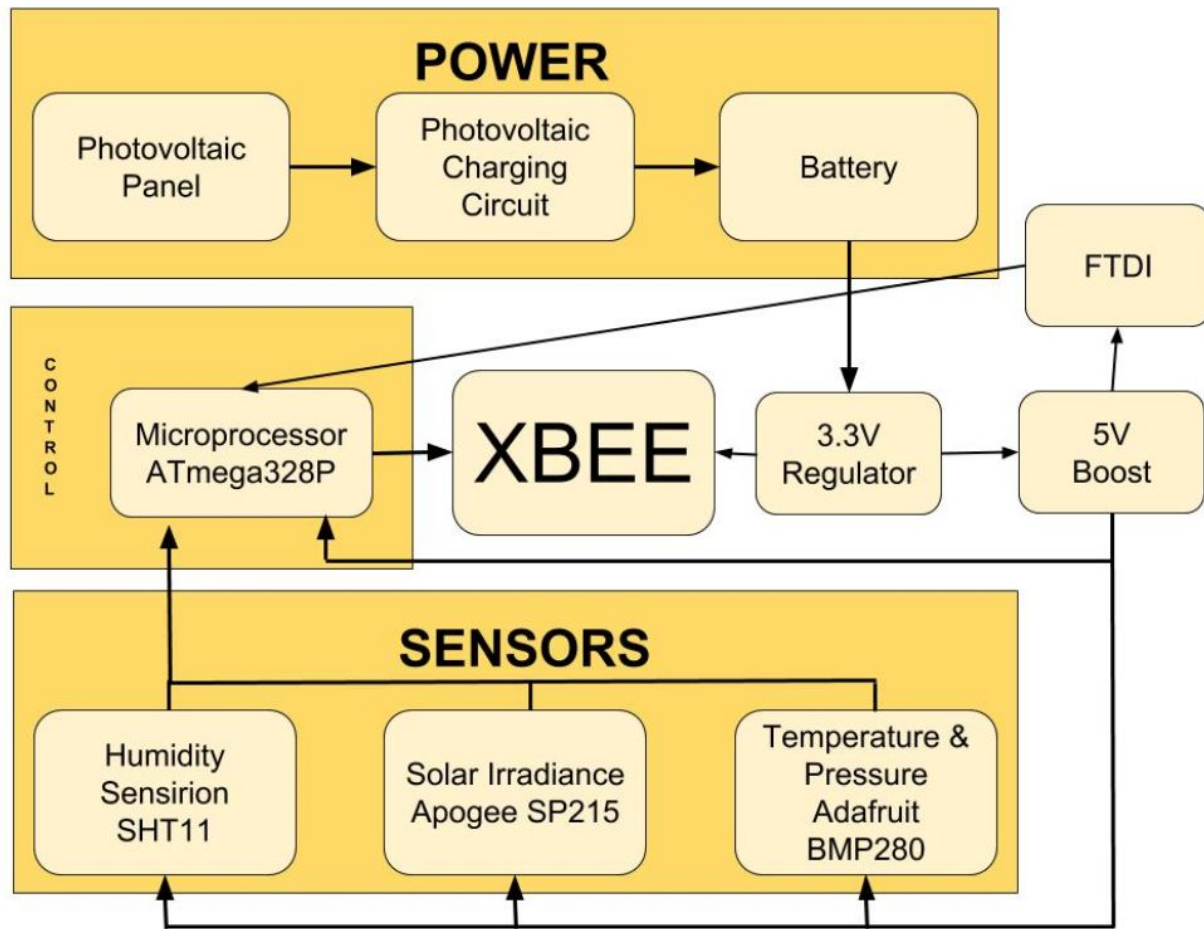 POWER
Photovoltaic
Panel
Photovoltaic
Charging
Circuit
Battery
FTDI
CONTROL
Microprocessor
ATmega328P
XBEE
3.3V
Regulator
5V
Boost
SENSORS
Humidity
Sensirion
SHT11
Solar Irradiance
Apogee SP215
Temperature &
Pressure
Adafruit
BMP280